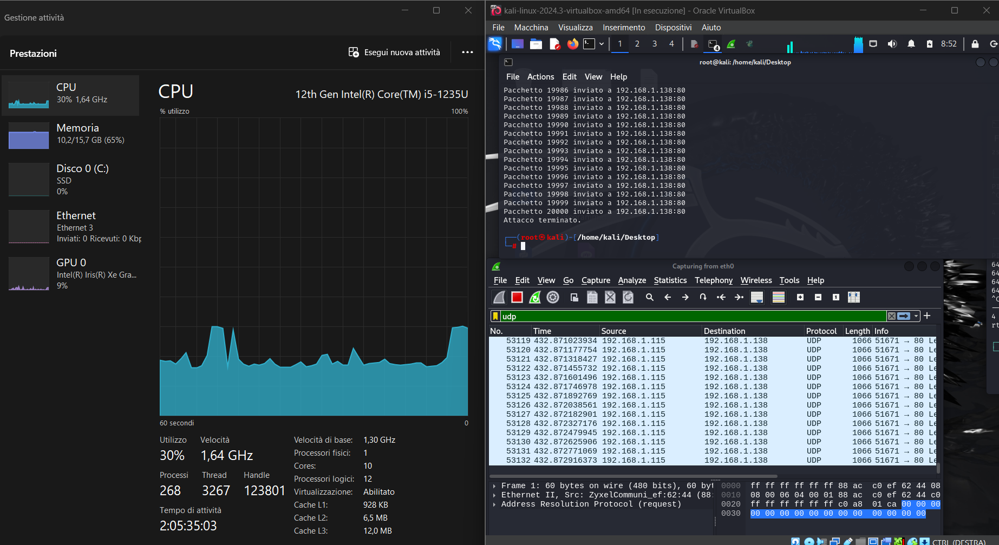 Gestione attività
Prestazioni
Esegui nuova attività
CPU
30% 1,64 GHz
Memoria
10,2/15,7 GB (65%)
Disco 0 (C:)
SSD
0%
Ethernet
Ethernet 3
Inviati: 0 Ricevuti: 0 Kbp
GPU 0
Intel(R) Iris(R) Xe Gra...
9%
CPU
12th Gen Intel(R) Core(TM) i5-1235U
% utilizzo
100%
60 secondi
0
Utilizzo
Velocità
30%
1,64 GHz
Processi
Thread
Handle
268
3267
123801
Tempo di attività
2:05:35:03
Velocità di base: 1,30 GHz
Processori fisici: 1
Cores: 10
Processori logici: 12
Virtualizzazione: Abilitato
Cache L1: 928 KB
Cache L2: 6,5 MB
Cache L3: 12,0 MB
kali-linux-2024.3-virtualbox-amd64 [In esecuzione] - Oracle VirtualBox
File Macchina Visualizza Inserimento Dispositivi Aiuto
1 2 3 4
4
8:52
root@kali: /home/kali/Desktop
File Actions Edit View Help
Pacchetto 19986 inviato a 192.168.1.138:80
Pacchetto 19987 inviato a 192.168.1.138:80
Pacchetto 19988 inviato a 192.168.1.138:80
Pacchetto 19989 inviato a 192.168.1.138:80
Pacchetto 19990 inviato a 192.168.1.138:80
Pacchetto 19991 inviato a 192.168.1.138:80
Pacchetto 19992 inviato a 192.168.1.138:80
Pacchetto 19993 inviato a 192.168.1.138:80
Pacchetto 19994 inviato a 192.168.1.138:80
Pacchetto 19995 inviato a 192.168.1.138:80
Pacchetto 19996 inviato a 192.168.1.138:80
Pacchetto 19997 inviato a 192.168.1.138:80
Pacchetto 19998 inviato a 192.168.1.138:80
Pacchetto 19999 inviato a 192.168.1.138:80
Pacchetto 20000 inviato a 192.168.1.138:80
Attacco terminato.
┌──(root㉿kali)-[/home/kali/Desktop]
└─#
Capturing from eth0
File Edit View Go Capture Analyze Statistics Telephony Wireless Tools Help
udp
No. Time Source Destination Protocol Length Info
53119 432.871023934 192.168.1.115 192.168.1.138 UDP 1066 51671 → 80 Le
53120 432.871177754 192.168.1.115 192.168.1.138 UDP 1066 51671 → 80 Le
53121 432.871318427 192.168.1.115 192.168.1.138 UDP 1066 51671 → 80 Le
53122 432.871455732 192.168.1.115 192.168.1.138 UDP 1066 51671 → 80 Le
53123 432.871601496 192.168.1.115 192.168.1.138 UDP 1066 51671 → 80 Le
53124 432.871746978 192.168.1.115 192.168.1.138 UDP 1066 51671 → 80 Le
53125 432.871892769 192.168.1.115 192.168.1.138 UDP 1066 51671 → 80 Le
53126 432.872038561 192.168.1.115 192.168.1.138 UDP 1066 51671 → 80 Le
53127 432.872182901 192.168.1.115 192.168.1.138 UDP 1066 51671 → 80 Le
53128 432.872327176 192.168.1.115 192.168.1.138 UDP 1066 51671 → 80 Le
53129 432.872479945 192.168.1.115 192.168.1.138 UDP 1066 51671 → 80 Le
53130 432.872625906 192.168.1.115 192.168.1.138 UDP 1066 51671 → 80 Le
53131 432.872771069 192.168.1.115 192.168.1.138 UDP 1066 51671 → 80 Le
53132 432.872916373 192.168.1.115 192.168.1.138 UDP 1066 51671 → 80 Le
Frame 1: 60 bytes on wire (480 bits), 60 byt
Ethernet II, Src: ZyxelCommuni_ef:62:44 (88:
Address Resolution Protocol (request)
0000 ff ff ff ff ff ff 88 ac c0 ef 62 44 08
0010 08 00 06 04 00 01 88 ac c0 ef 62 44 c0
0020 ff ff ff ff ff ff c0 a8 01 ca 00 00 00
0030 00 00 00 00 00 00 00 00 00 00 00 00
64
64
64
64
^C
4
rt
CTRL (DESTRA)